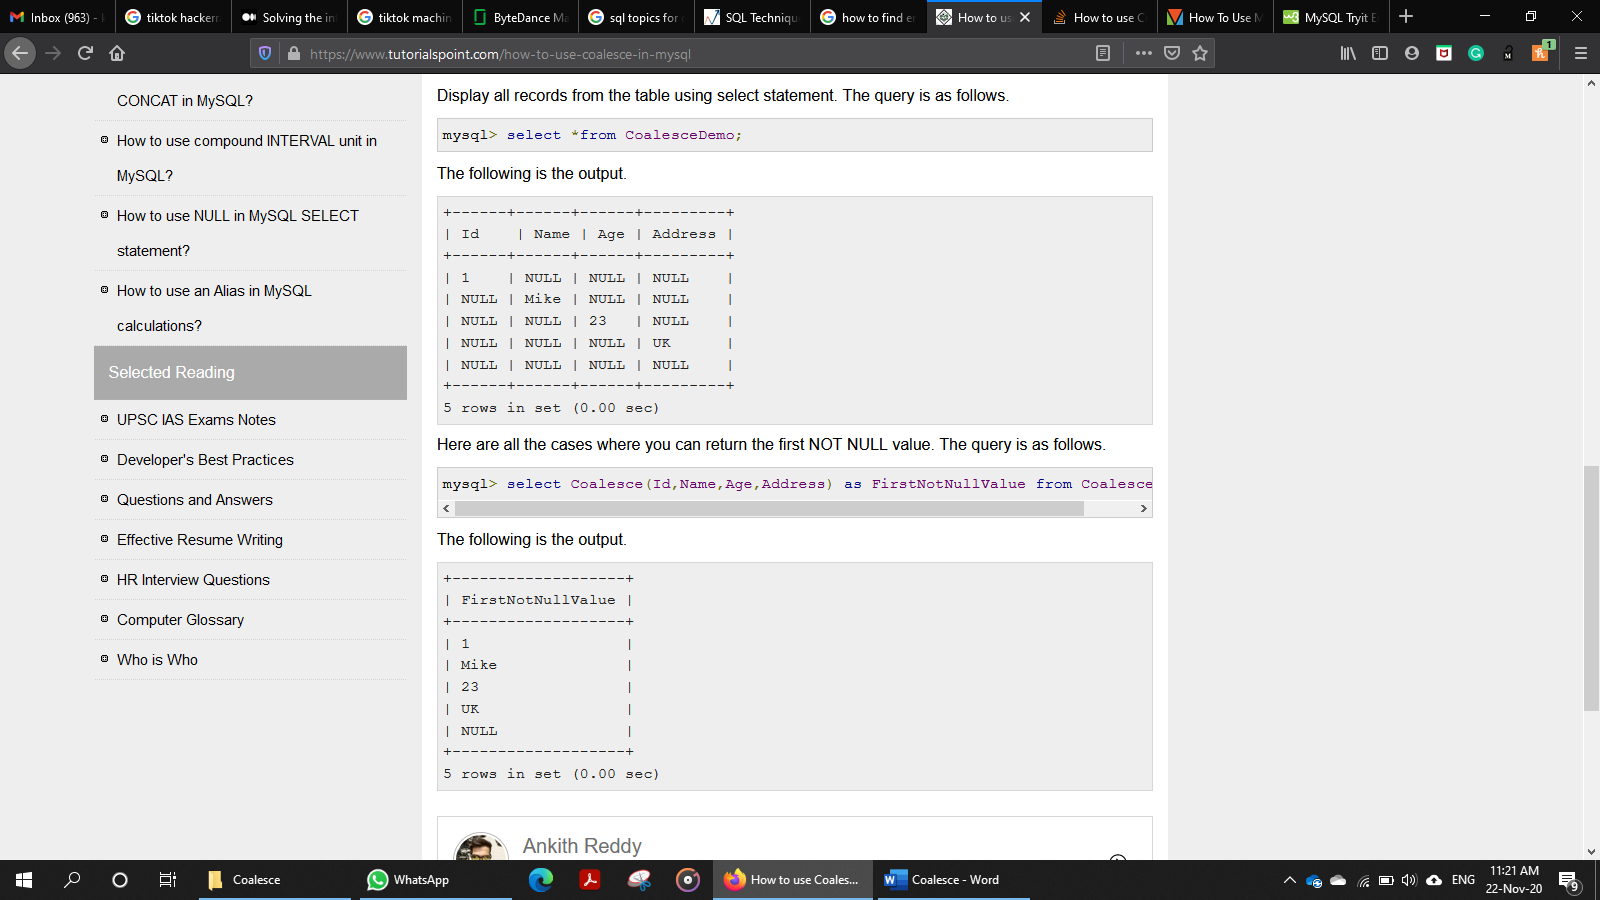 Inbox (963) -
tiktok hackerr
Solving the in
tiktok machin
ByteDance Ma
sql topics for
SQL Techniqu
how to find e
How to us
How to use C
How To Use M
MySQL Tryit E
https://www.tutorialspoint.com/how-to-use-coalesce-in-mysql
1
CONCAT in MySQL?
How to use compound INTERVAL unit in
MySQL?
How to use NULL in MySQL SELECT
statement?
How to use an Alias in MySQL
calculations?
Selected Reading
UPSC IAS Exams Notes
Developer's Best Practices
Questions and Answers
Effective Resume Writing
HR Interview Questions
Computer Glossary
Who is Who
Display all records from the table using select statement. The query is as follows.
mysql> select *from CoalesceDemo;
The following is the output.
+------+------+------+---------+
| Id    | Name | Age | Address |
+------+------+------+---------+
| 1    | NULL | NULL | NULL    |
| NULL | Mike | NULL | NULL    |
| NULL | NULL | 23   | NULL    |
| NULL | NULL | NULL | UK      |
| NULL | NULL | NULL | NULL    |
+------+------+------+---------+
5 rows in set (0.00 sec)
Here are all the cases where you can return the first NOT NULL value. The query is as follows.
mysql> select Coalesce(Id,Name,Age,Address) as FirstNotNullValue from Coalesce
The following is the output.
+-------------------+
| FirstNotNullValue |
+-------------------+
| 1                 |
| Mike              |
| 23                |
| UK                |
| NULL              |
+-------------------+
5 rows in set (0.00 sec)
Ankith Reddy
Coalesce
WhatsApp
How to use Coales...
Coalesce - Word
ENG
11:21 AM
22-Nov-20
9